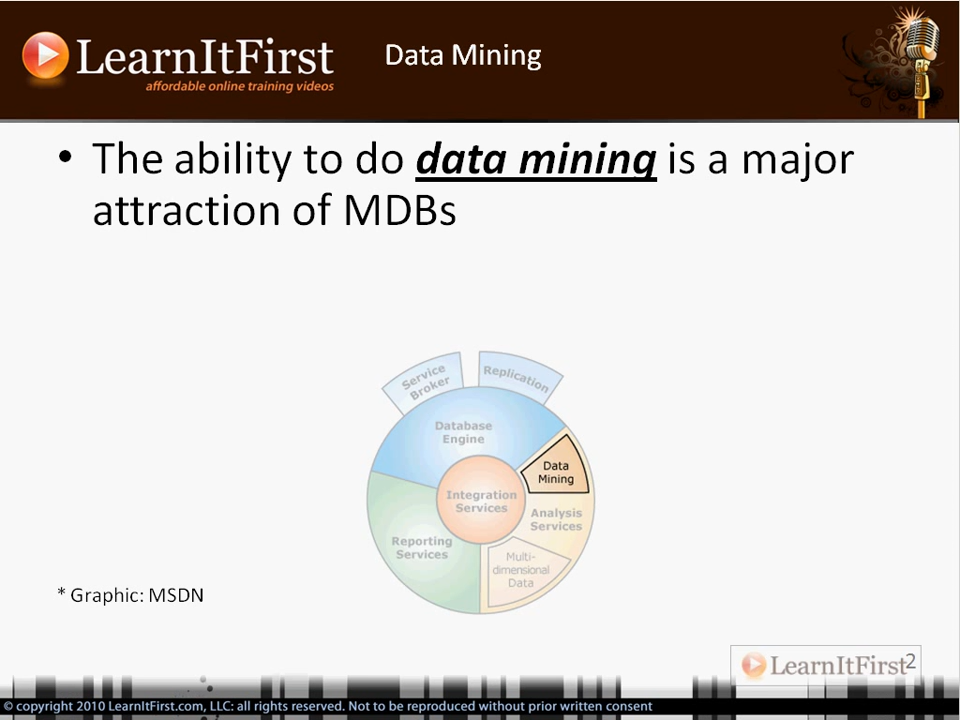 LearnItFirst
affordable online training videos
Data Mining
• The ability to do data mining is a major
attraction of MDBs
Service
Broker
Replication
Database
Engine
Data
Mining
Integration
Services
Analysis
Services
Reporting
Services
Multi-
dimensional
Data
* Graphic: MSDN
LearnItFirst
2
© copyright 2010 LearnItFirst.com, LLC: all rights reserved. Not to be reproduced without prior written consent